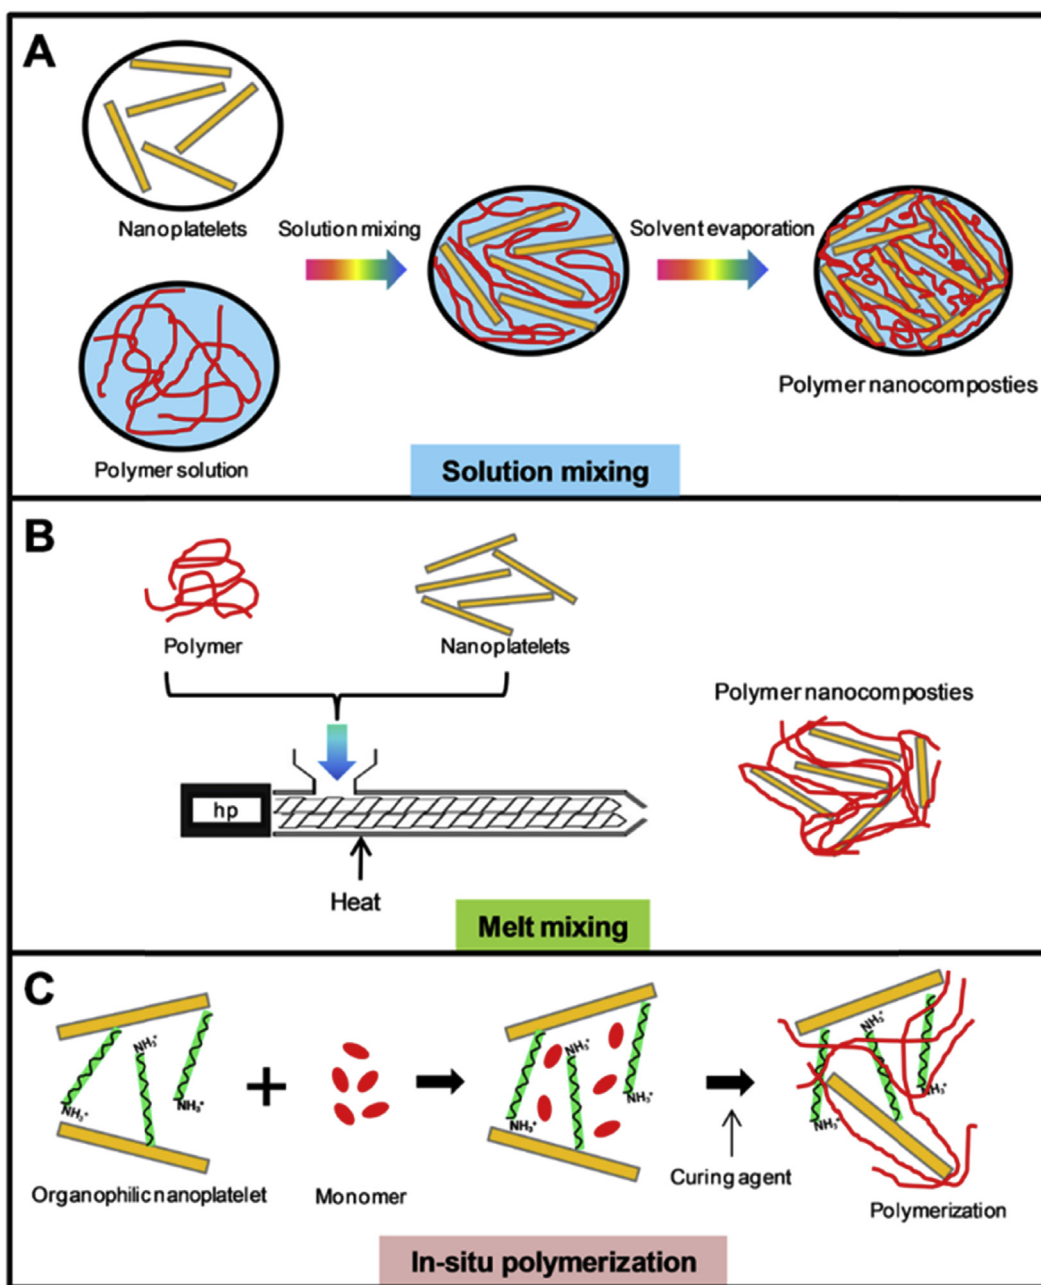 A
Nanoplatelets
Solution mixing
Solvent evaporation
Polymer solution
Polymer nanocomposties
Solution mixing
B
Polymer
Nanoplatelets
Polymer nanocomposties
hp
Heat
Melt mixing
C
NH₃⁺
NH₃⁺
NH₃⁺
NH₃⁺
NH₃⁺
NH₃⁺
NH₃⁺
NH₃⁺
NH₃⁺
Organophilic nanoplatelet
Monomer
Curing agent
Polymerization
In-situ polymerization